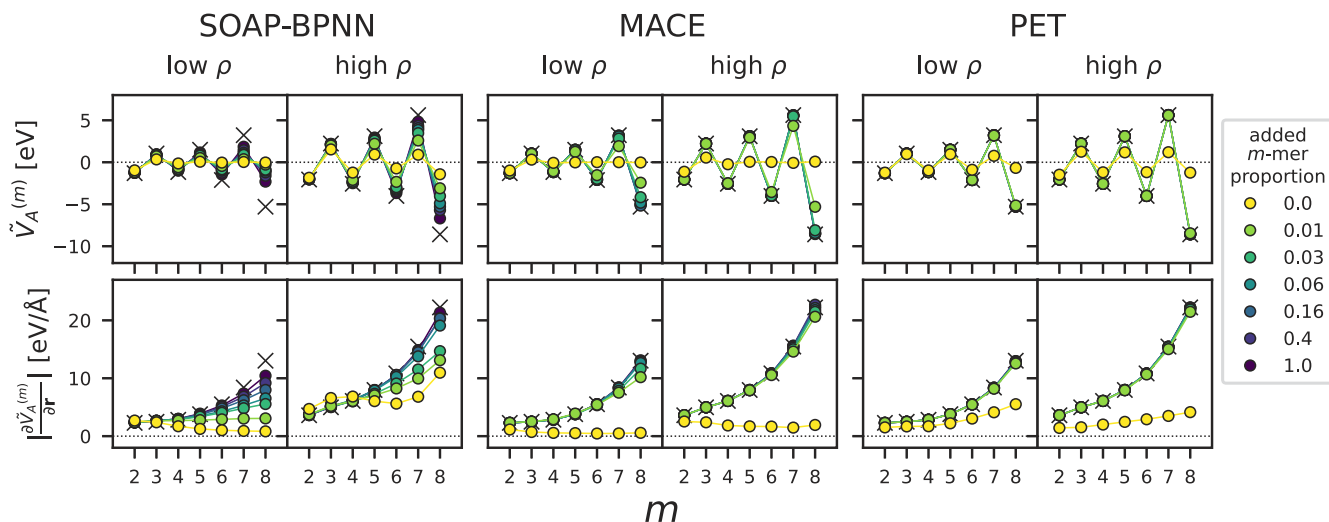 SOAP-BPNN MACE PET
low ρ high ρ low ρ high ρ low ρ high ρ
5
0
−5
−10
Ṽ_A^(m) [eV]
20
10
0
|∂Ṽ_A^(m)/∂r| [eV/Å]
2 3 4 5 6 7 8 2 3 4 5 6 7 8 2 3 4 5 6 7 8 2 3 4 5 6 7 8 2 3 4 5 6 7 8 2 3 4 5 6 7 8
m
added
m-mer
proportion
0.0
0.01
0.03
0.06
0.16
0.4
1.0